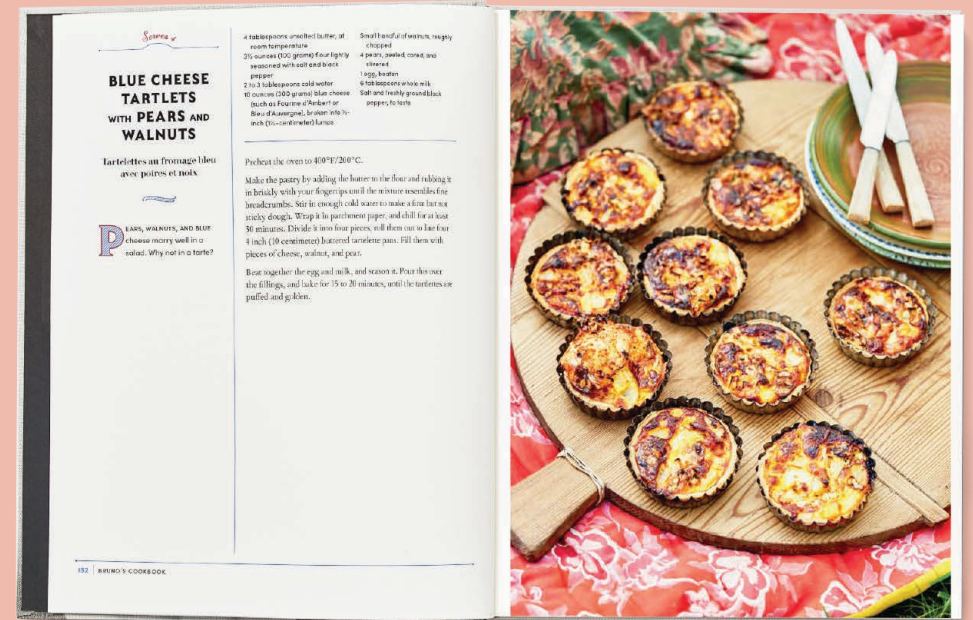 Serves 4
BLUE CHEESE
TARTLETS
WITH PEARS AND
WALNUTS
Tartelettes au fromage bleu
avec poires et noix
PEARS, WALNUTS, AND BLUE
cheese marry well in a
salad. Why not in a tarte?
4 tablespoons unsalted butter, at
room temperature
3½ ounces (100 grams) flour lightly
seasoned with salt and black
pepper
2 to 3 tablespoons cold water
10 ounces (300 grams) blue cheese
(such as Fourme d'Ambert or
Bleu d'Auvergne), broken into ½-
inch (1½-centimeter) lumps
Small handful of walnuts, roughly
chopped
4 pears, peeled, cored, and
slivered
1 egg, beaten
6 tablespoons whole milk
Salt and freshly ground black
pepper, to taste
Preheat the oven to 400°F/200°C.
Make the pastry by adding the butter to the flour and rubbing it
in briskly with your fingertips until the mixture resembles fine
breadcrumbs. Stir in enough cold water to make a firm but not
sticky dough. Wrap it in parchment paper, and chill for at least
30 minutes. Divide it into four pieces, roll them out to line four
4 inch (10 centimeter) buttered tartelette pans. Fill them with
pieces of cheese, walnut, and pear.
Beat together the egg and milk, and season it. Pour this over
the fillings, and bake for 15 to 20 minutes, until the tartlettes are
puffed and golden.
152 BRUNO'S COOKBOOK